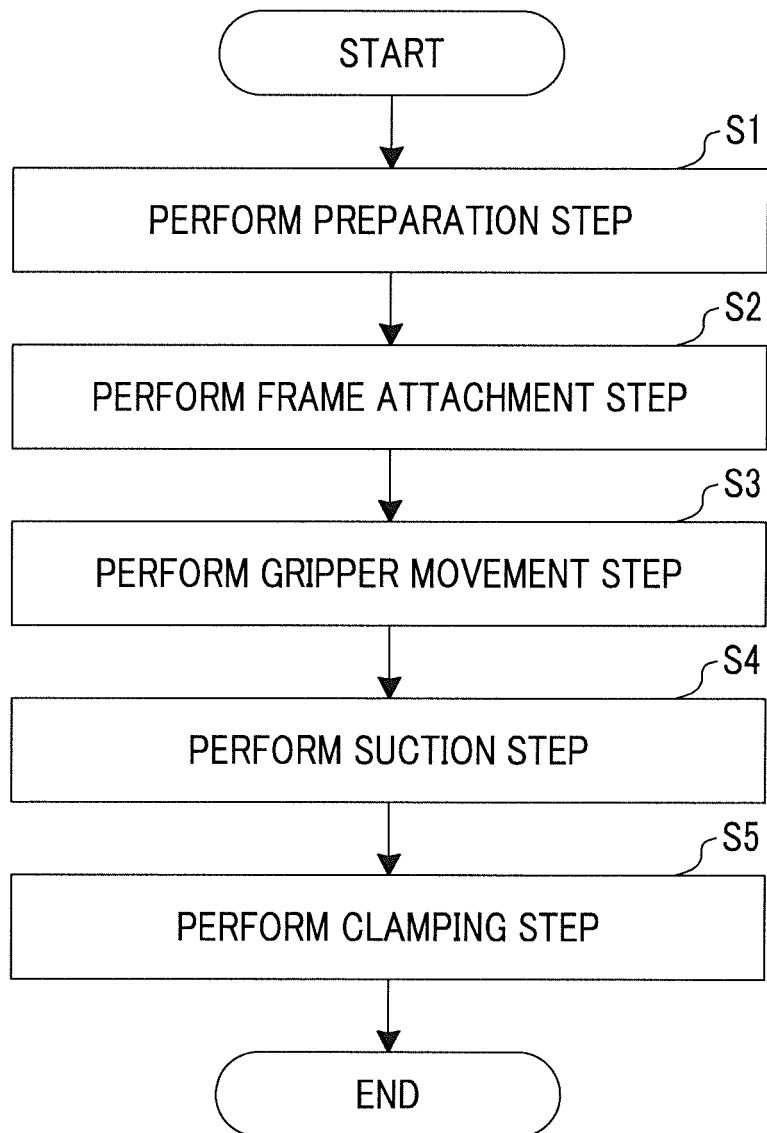 START
S1
PERFORM PREPARATION STEP
S2
PERFORM FRAME ATTACHMENT STEP
S3
PERFORM GRIPPER MOVEMENT STEP
S4
PERFORM SUCTION STEP
S5
PERFORM CLAMPING STEP
END